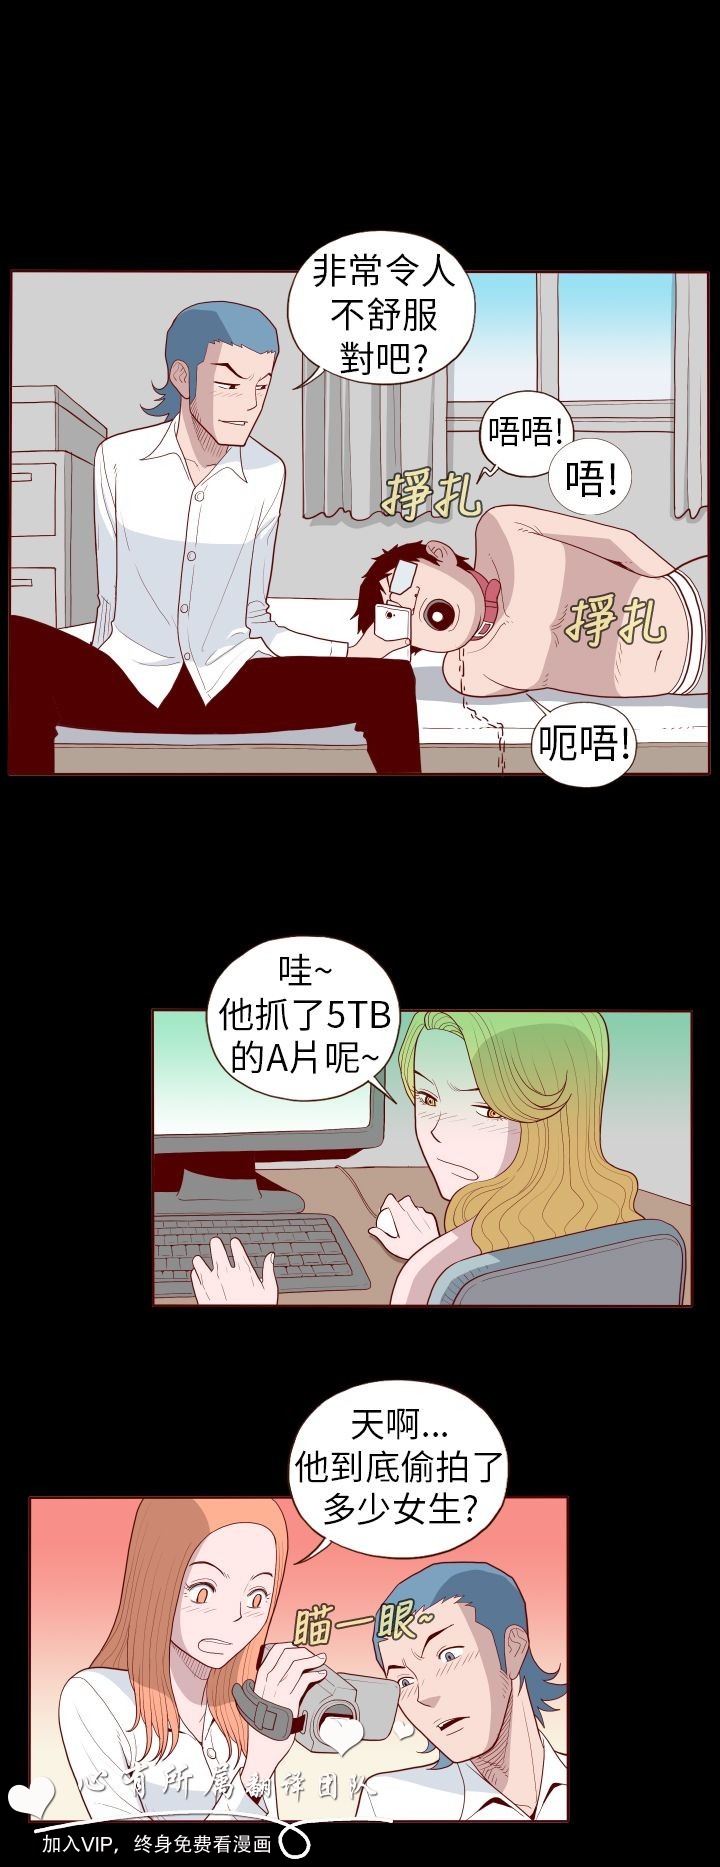 非常令人
不舒服
對吧?
唔唔!
唔!
掙扎
掙扎
呃唔!
哇~
他抓了5TB
的A片呢~
天啊...
他到底偷拍了
多少女生?
瞄一眼~
心有所属翻译团队
加入VIP，终身免费看漫画